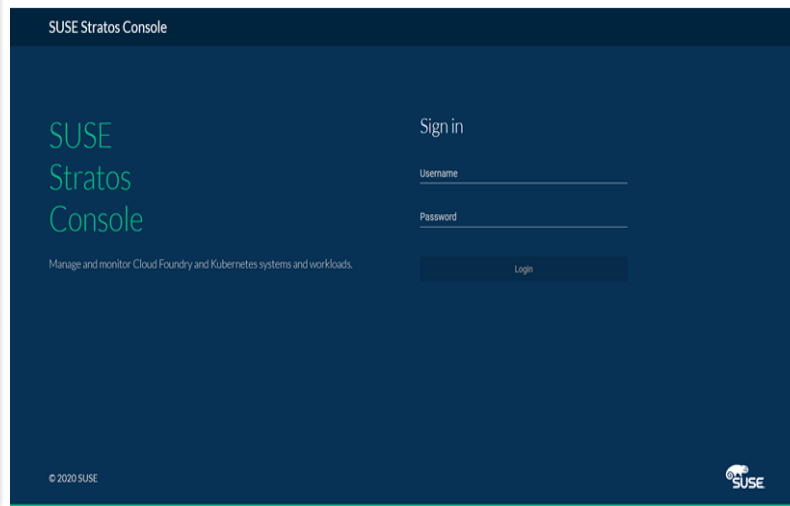 SUSE Stratos Console
SUSE
Stratos
Console
Manage and monitor Cloud Foundry and Kubernetes systems and workloads.
Sign in
Username
Password
Login
© 2020 SUSE
SUSE